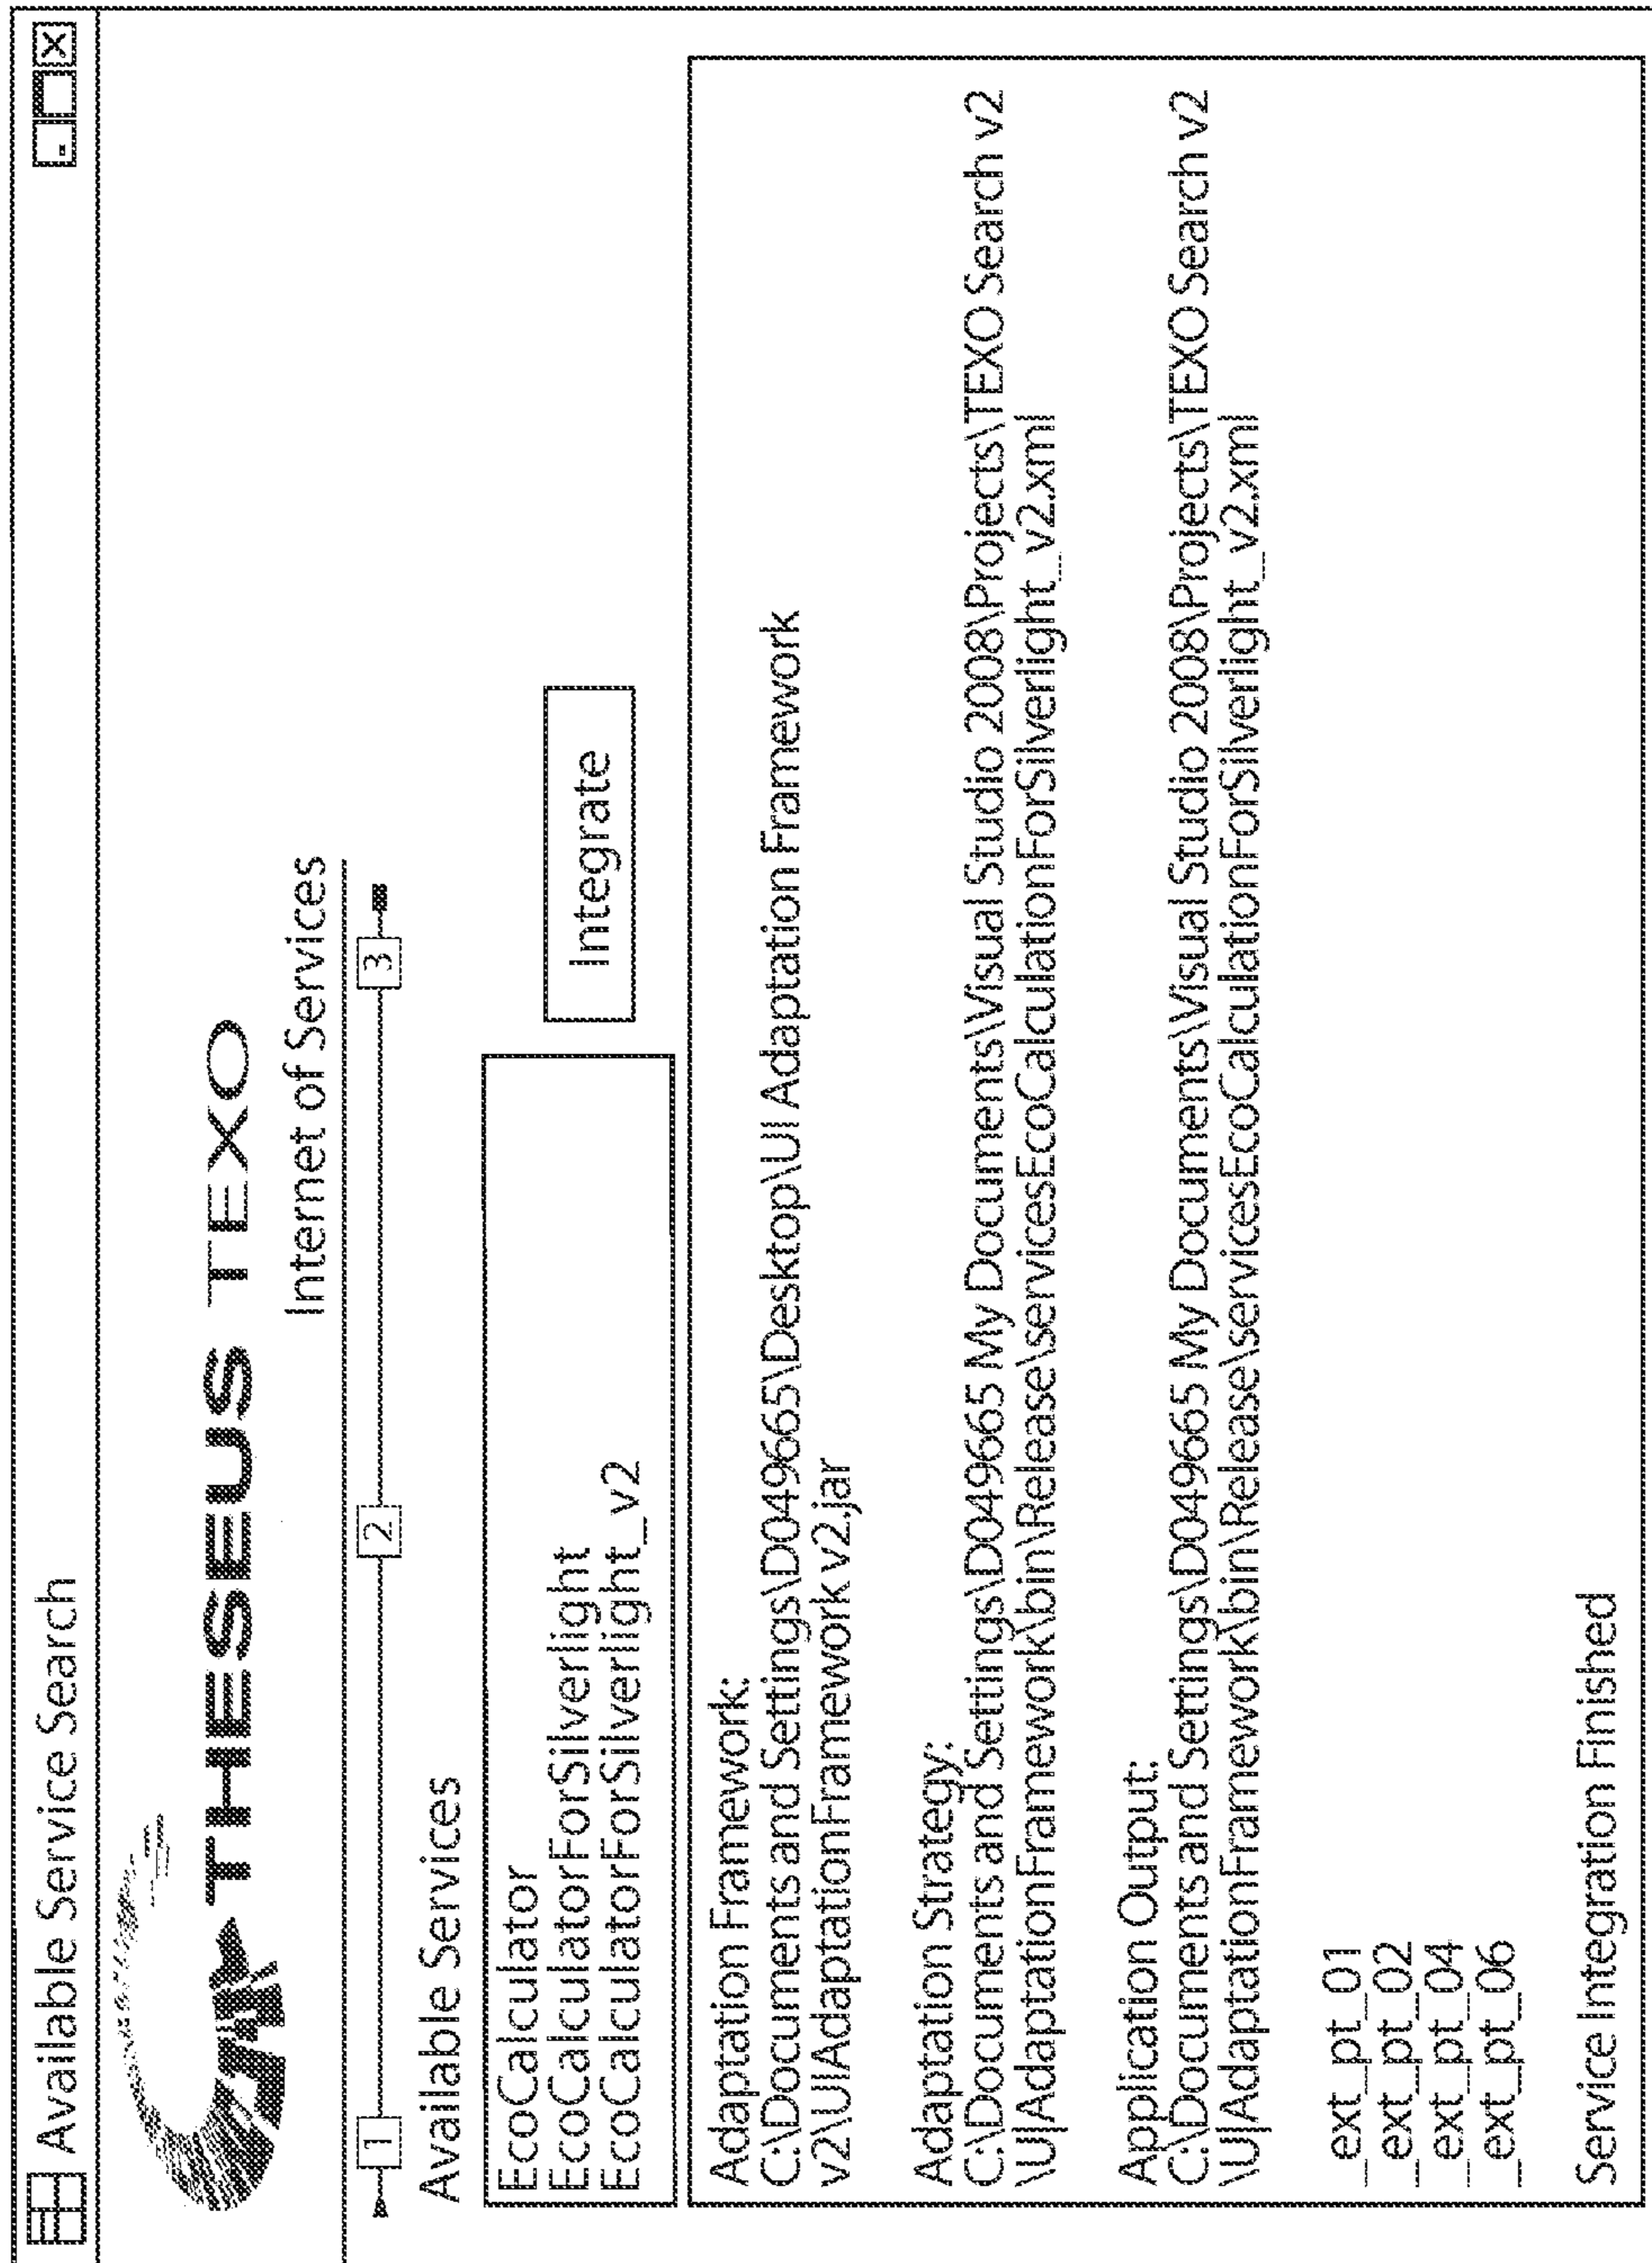 Available Service Search
THESEUS TEXO
Internet of Services
1 2 3
Available Services
EcoCalculator
EcoCalculatorForSilverlight
EcoCalculatorForSilverlight_v2
Integrate
Adaptation Framework:
C:\Documents and Settings\D049665\Desktop\UI Adaptation Framework
v2\UIAdaptationFramework v2.jar
Adaptation Strategy:
C:\Documents and Settings\D049665 My Documents\Visual Studio 2008\Projects\TEXO Search v2
\UJAdaptationFramework\bin\Release\servicesEcoCalculationForSilverlight_v2.xml
Application Output:
C:\Documents and Settings\D049665 My Documents\Visual Studio 2008\Projects\TEXO Search v2
\UJAdaptationFramework\bin\Release\servicesEcoCalculationForSilverlight_v2.xml
_ext_pt_01
_ext_pt_02
_ext_pt_04
_ext_pt_06
Service Integration Finished